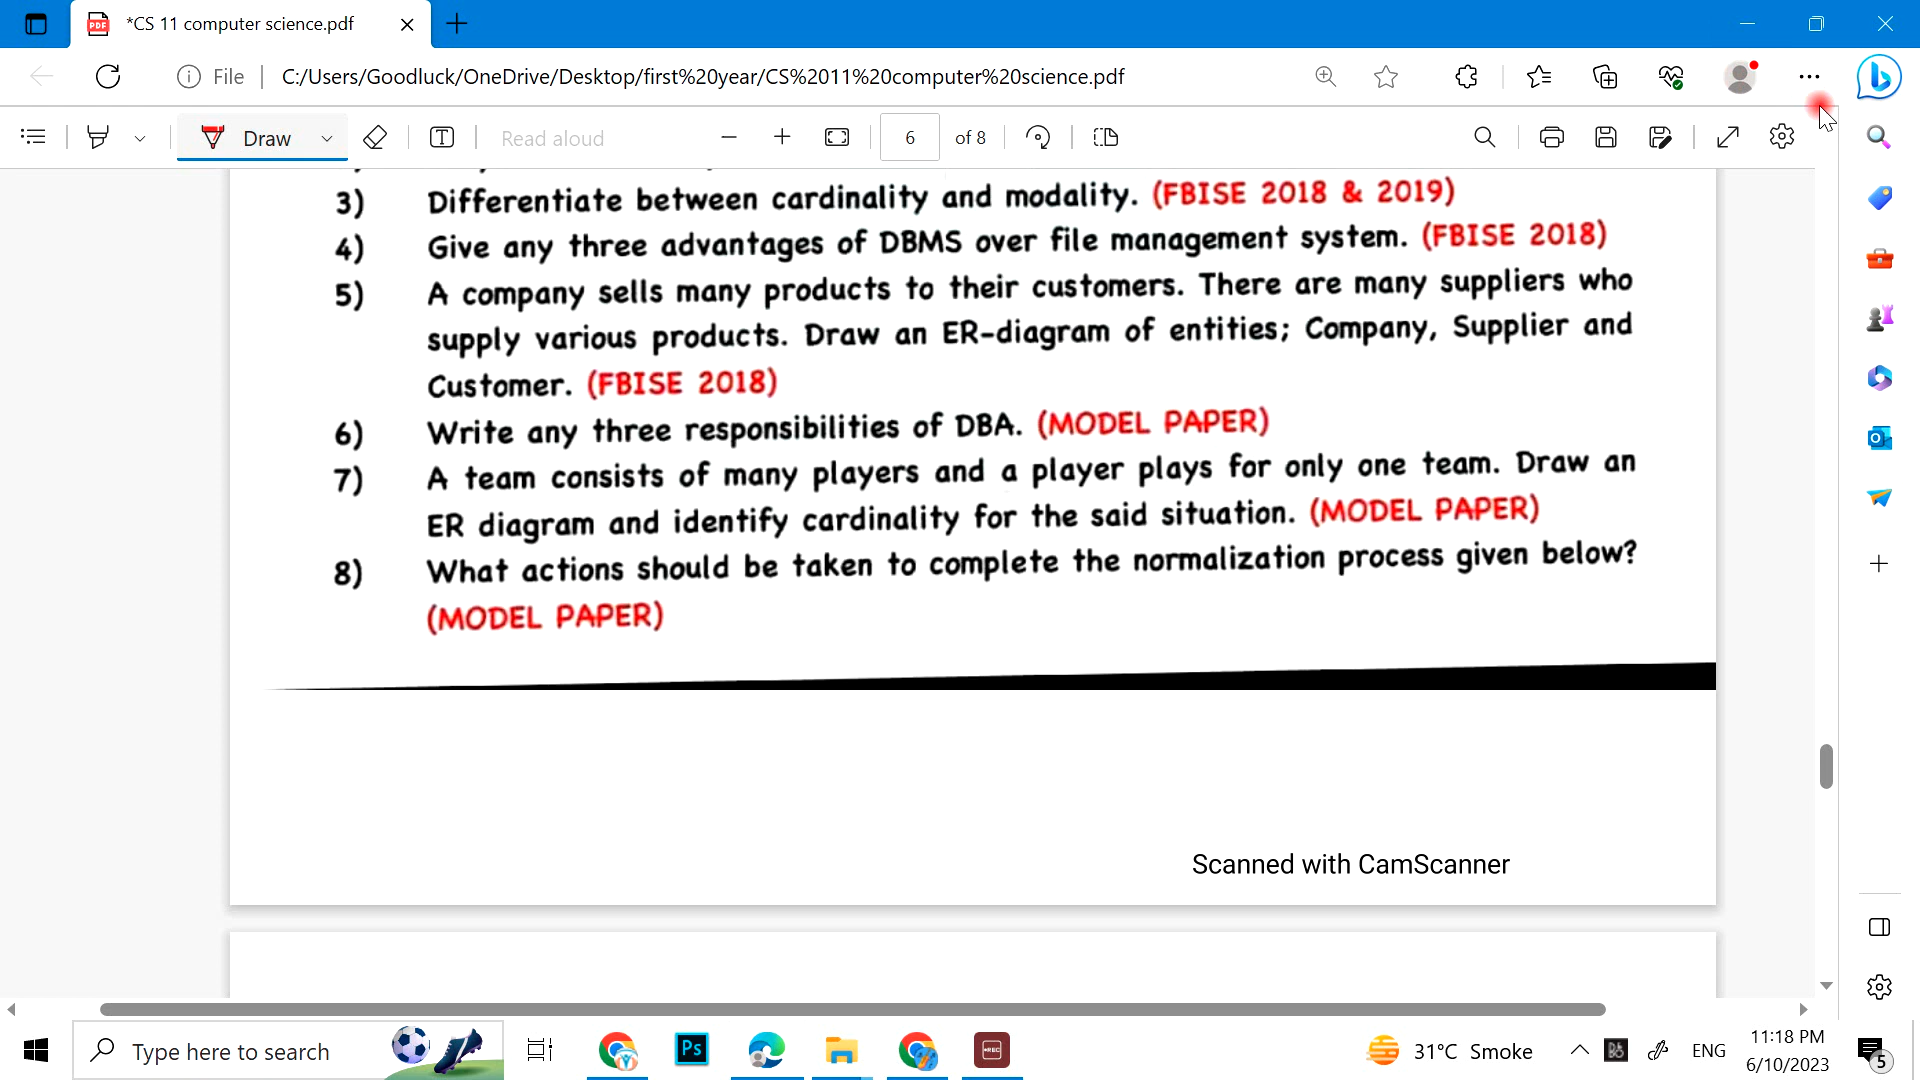 *CS 11 computer science.pdf
File
C:/Users/Goodluck/OneDrive/Desktop/first%20year/CS%2011%20computer%20science.pdf
Draw
Read aloud
6 of 8
3) Differentiate between cardinality and modality. (FBISE 2018 & 2019)
4) Give any three advantages of DBMS over file management system. (FBISE 2018)
5) A company sells many products to their customers. There are many suppliers who
supply various products. Draw an ER-diagram of entities; Company, Supplier and
Customer. (FBISE 2018)
6) Write any three responsibilities of DBA. (MODEL PAPER)
7) A team consists of many players and a player plays for only one team. Draw an
ER diagram and identify cardinality for the said situation. (MODEL PAPER)
8) What actions should be taken to complete the normalization process given below?
(MODEL PAPER)
Scanned with CamScanner
Type here to search
Ps
REC
31°C Smoke
ENG
11:18 PM
6/10/2023
5